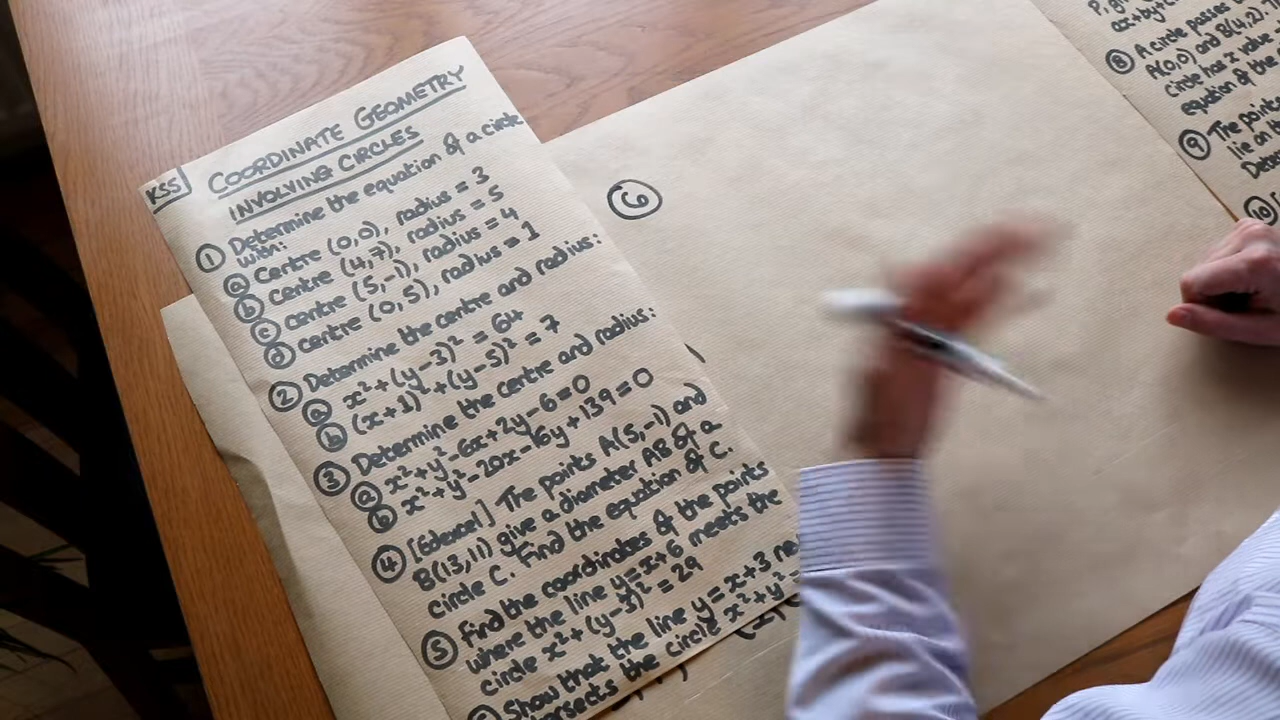 KS5 COORDINATE GEOMETRY
INVOLVING CIRCLES
① Determine the equation of a circle
with:
ⓐ Centre (0,0), radius = 3
ⓑ Centre (4,7), radius = 5
ⓒ centre (5,-1), radius = 4
ⓓ centre (0,5), radius = 1
② Determine the centre and radius:
ⓐ x²+(y-3)² = 64
ⓑ (x+1)²+(y-5)² = 7
③ Determine the centre and radius:
ⓐ x²+y²-6x+2y-6=0
ⓑ x²+y²-20x-16y+139=0
④ [Edexcel] The points A(5,-1) and
B(13,11) give a diameter AB of a
circle C. Find the equation of C.
⑤ Find the coordinates of the points
where the line y=x+6 meets the
circle x²+(y-3)² = 29
Show that the line y=x+3
the circle x²+y²=
⑥
ax+by+c
⑧ A circle passes
A(0,0) and B(4,2).
circle has x value
equation of the
⑨ The points
lie on
⑩